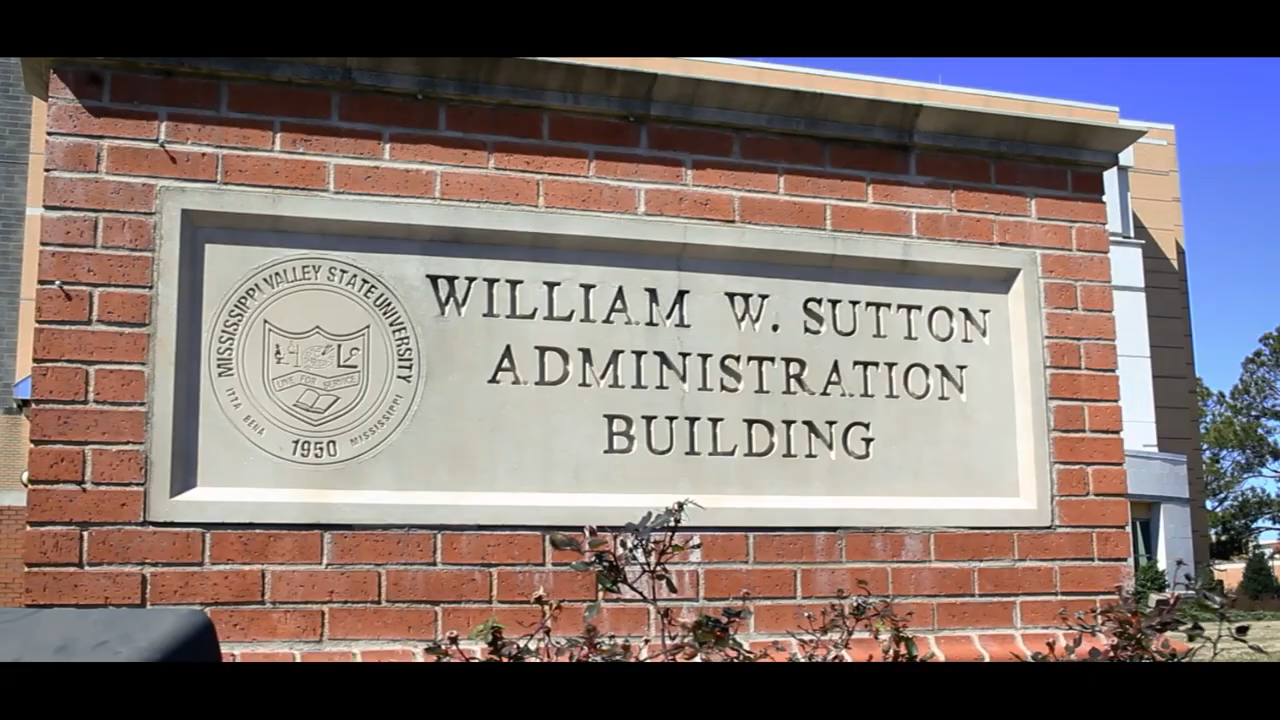 MISSISSIPPI VALLEY STATE UNIVERSITY
LIVE FOR SERVICE
ITTA BENA
1950
MISSISSIPPI
WILLIAM W. SUTTON
ADMINISTRATION
BUILDING